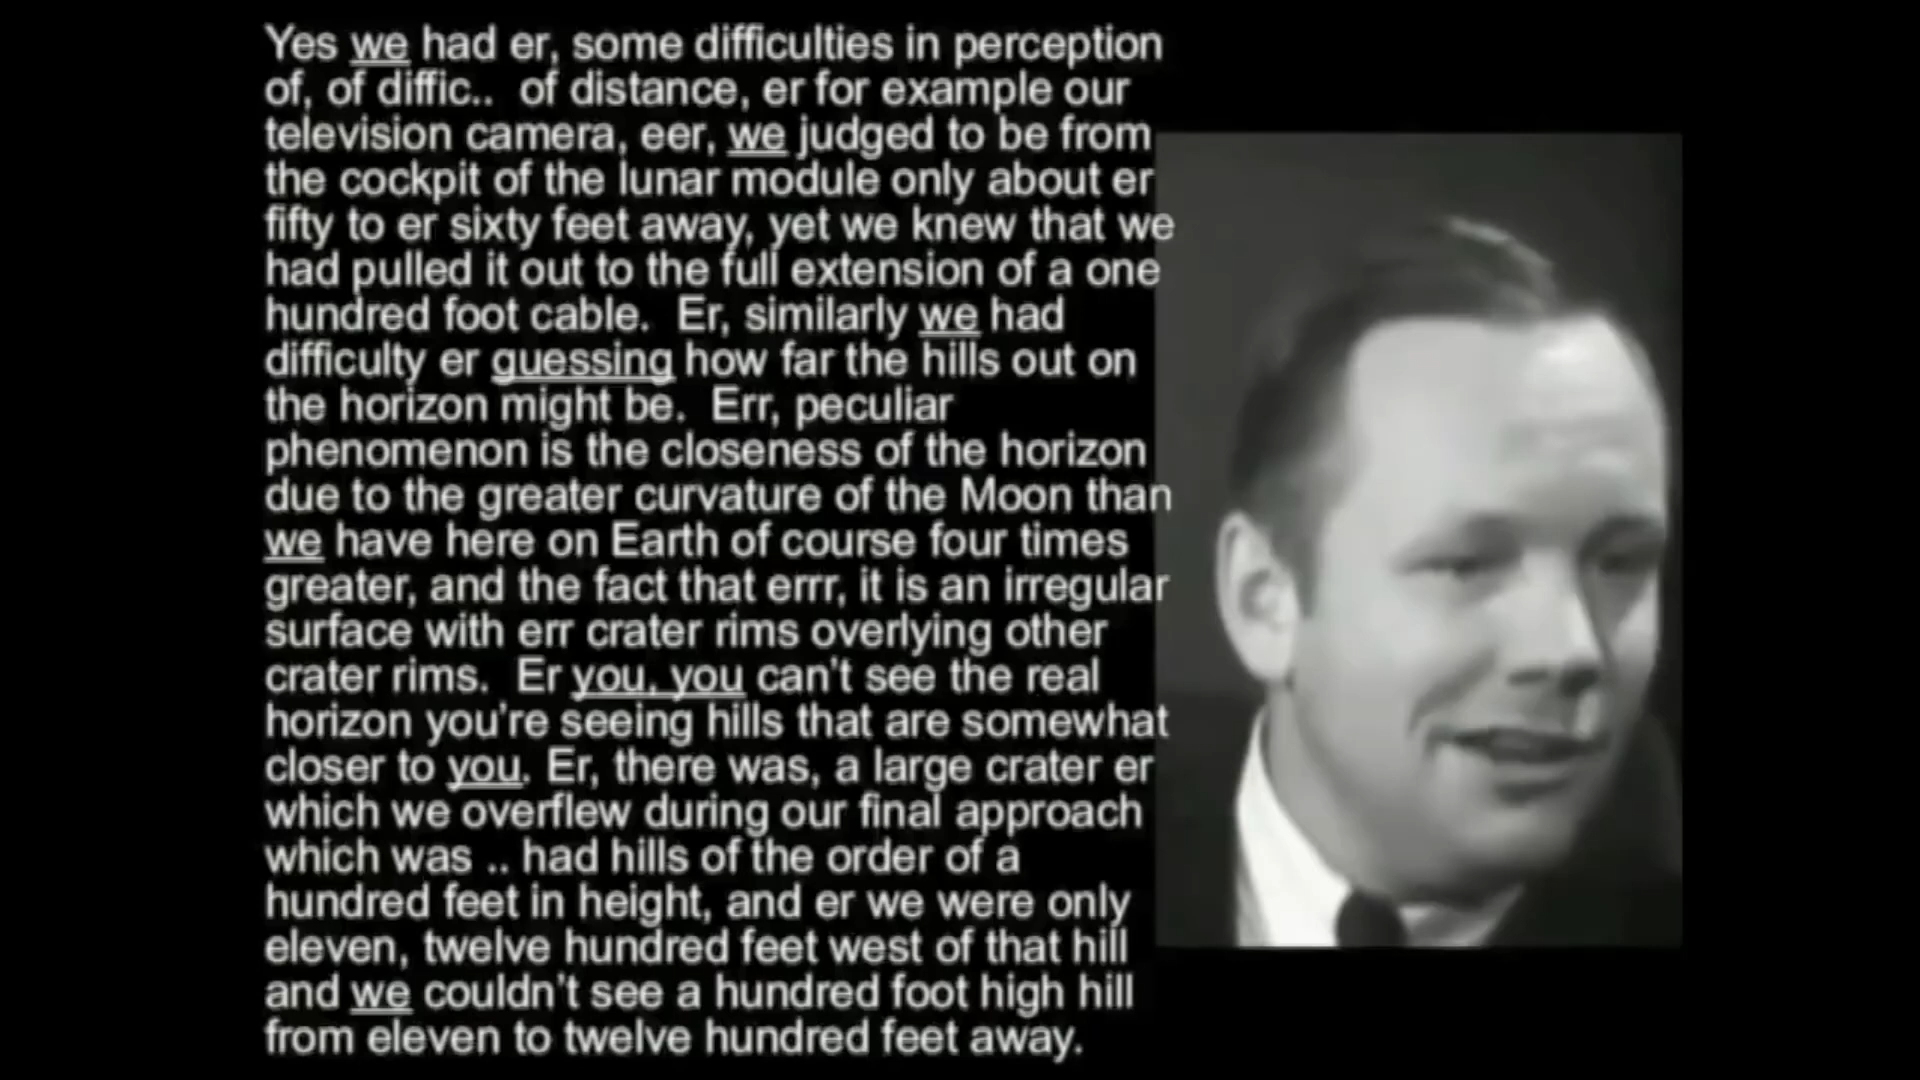 Yes we had er, some difficulties in perception
of, of diffic..  of distance, er for example our
television camera, eer, we judged to be from
the cockpit of the lunar module only about er
fifty to er sixty feet away, yet we knew that we
had pulled it out to the full extension of a one
hundred foot cable.  Er, similarly we had
difficulty er guessing how far the hills out on
the horizon might be.  Err, peculiar
phenomenon is the closeness of the horizon
due to the greater curvature of the Moon than
we have here on Earth of course four times
greater, and the fact that errr, it is an irregular
surface with err crater rims overlying other
crater rims.  Er you, you can't see the real
horizon you're seeing hills that are somewhat
closer to you. Er, there was, a large crater er
which we overflew during our final approach
which was .. had hills of the order of a
hundred feet in height, and er we were only
eleven, twelve hundred feet west of that hill
and we couldn't see a hundred foot high hill
from eleven to twelve hundred feet away.